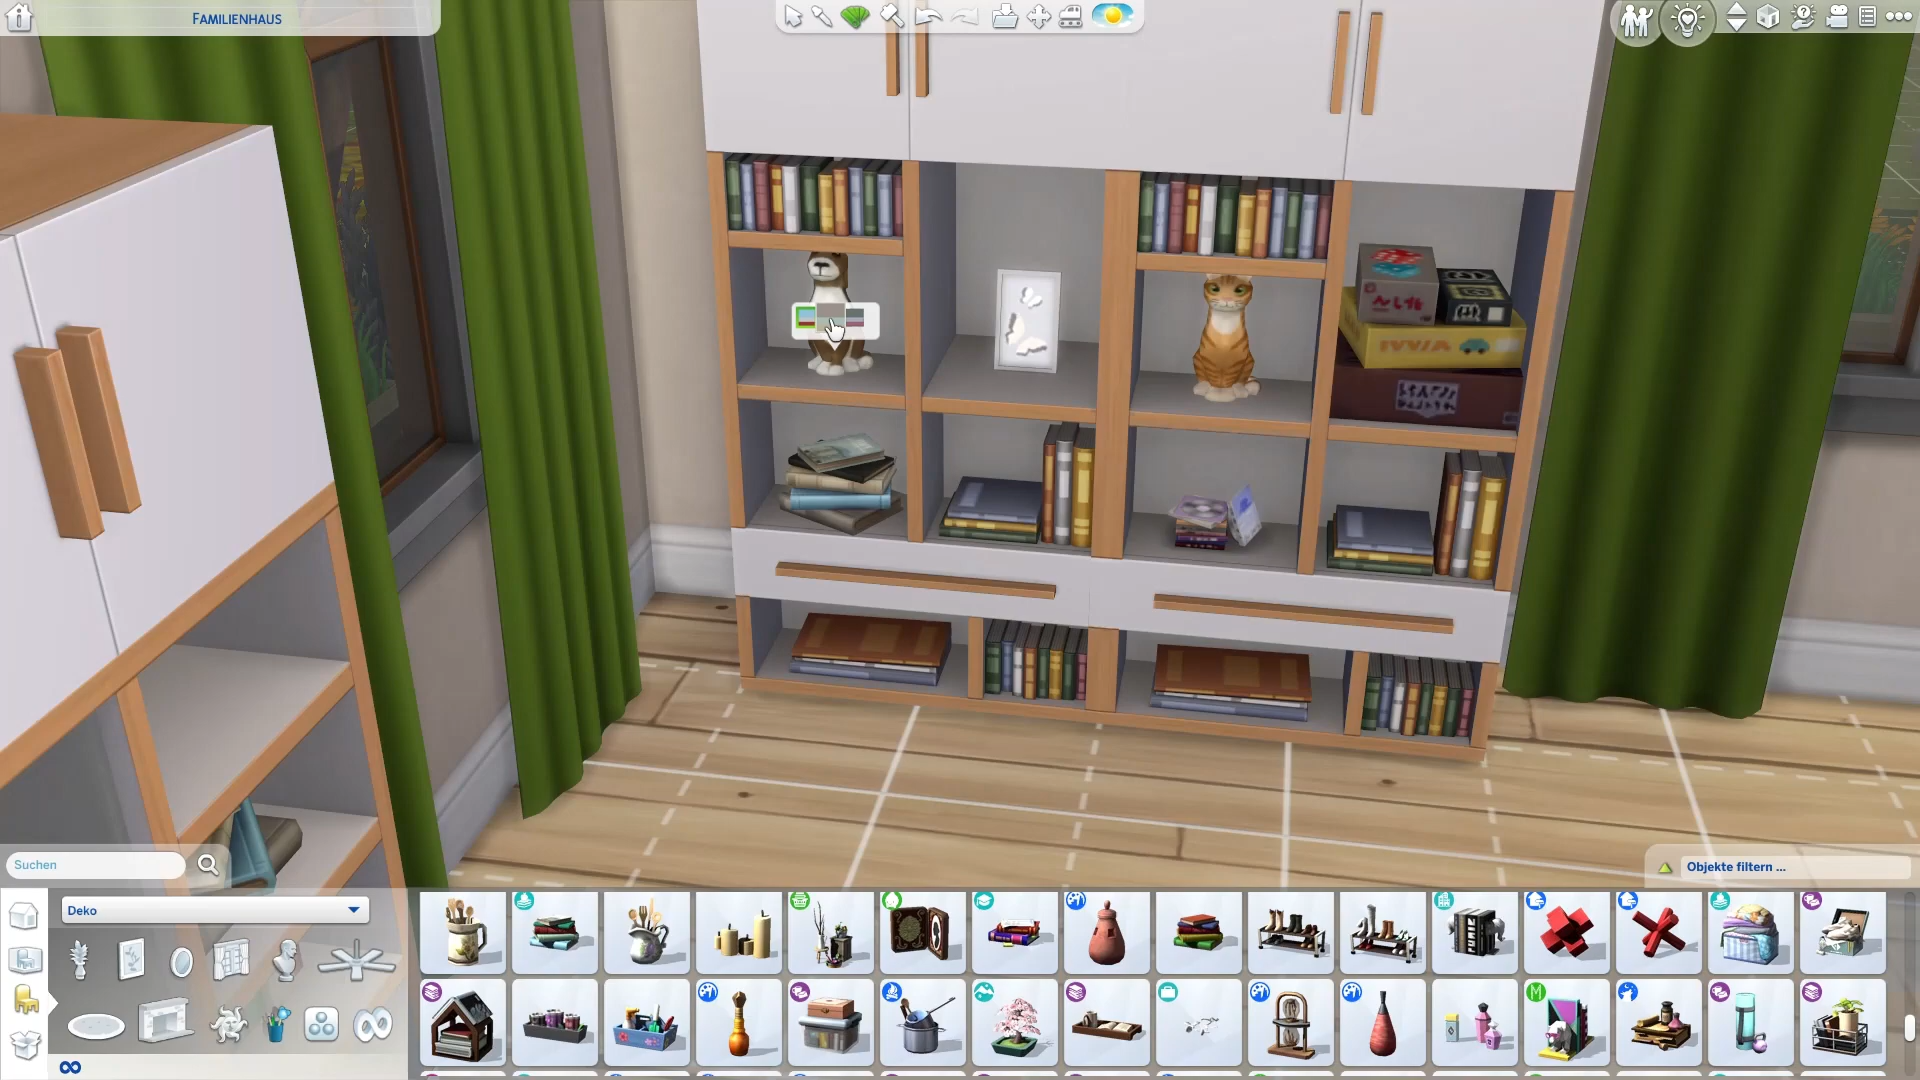 Familienhaus
Suchen
Objekte filtern ...
Deko